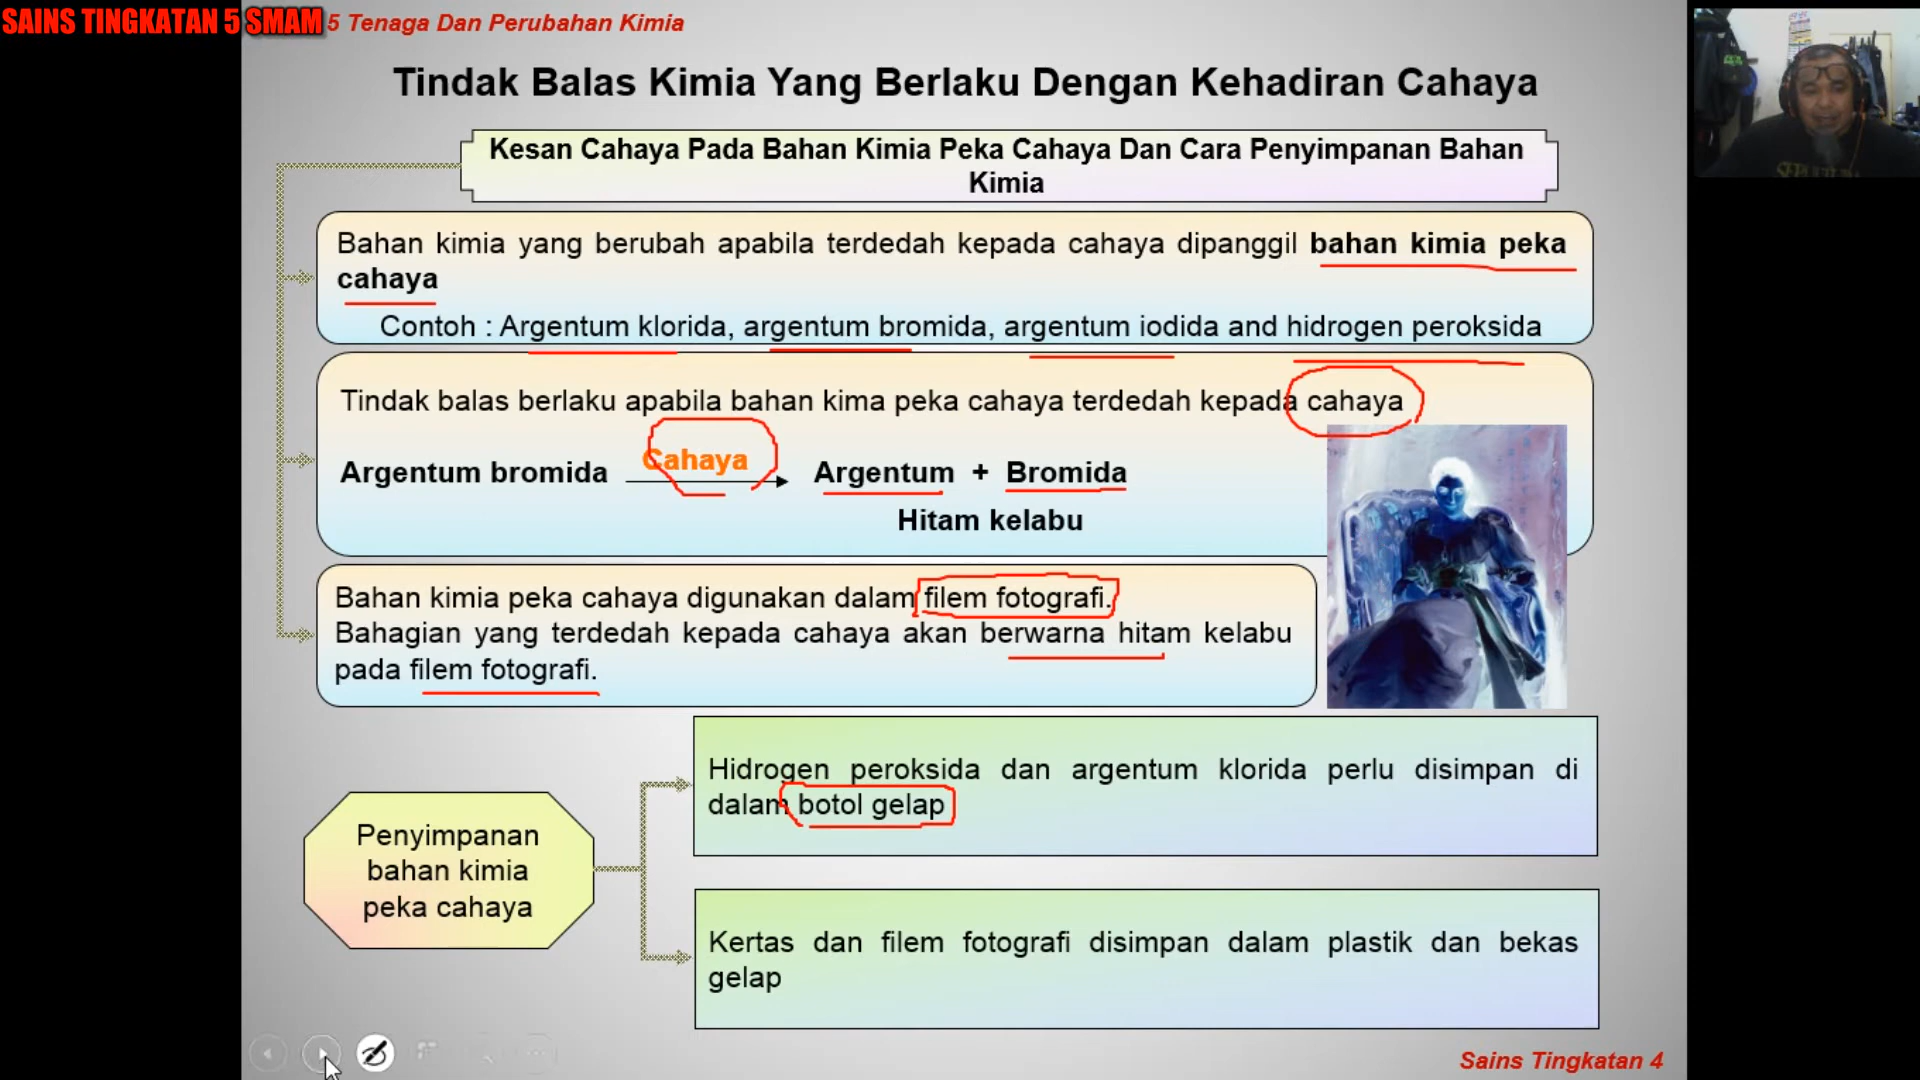 SAINS TINGKATAN 5 SMAM
5 Tenaga Dan Perubahan Kimia
Tindak Balas Kimia Yang Berlaku Dengan Kehadiran Cahaya
Kesan Cahaya Pada Bahan Kimia Peka Cahaya Dan Cara Penyimpanan Bahan
Kimia
Bahan kimia yang berubah apabila terdedah kepada cahaya dipanggil bahan kimia peka
cahaya
Contoh : Argentum klorida, argentum bromida, argentum iodida and hidrogen peroksida
Tindak balas berlaku apabila bahan kima peka cahaya terdedah kepada cahaya
Cahaya
Argentum bromida Argentum + Bromida
Hitam kelabu
Bahan kimia peka cahaya digunakan dalam filem fotografi.
Bahagian yang terdedah kepada cahaya akan berwarna hitam kelabu
pada filem fotografi.
Hidrogen peroksida dan argentum klorida perlu disimpan di
dalam botol gelap
Penyimpanan
bahan kimia
peka cahaya
Kertas dan filem fotografi disimpan dalam plastik dan bekas
gelap
Sains Tingkatan 4